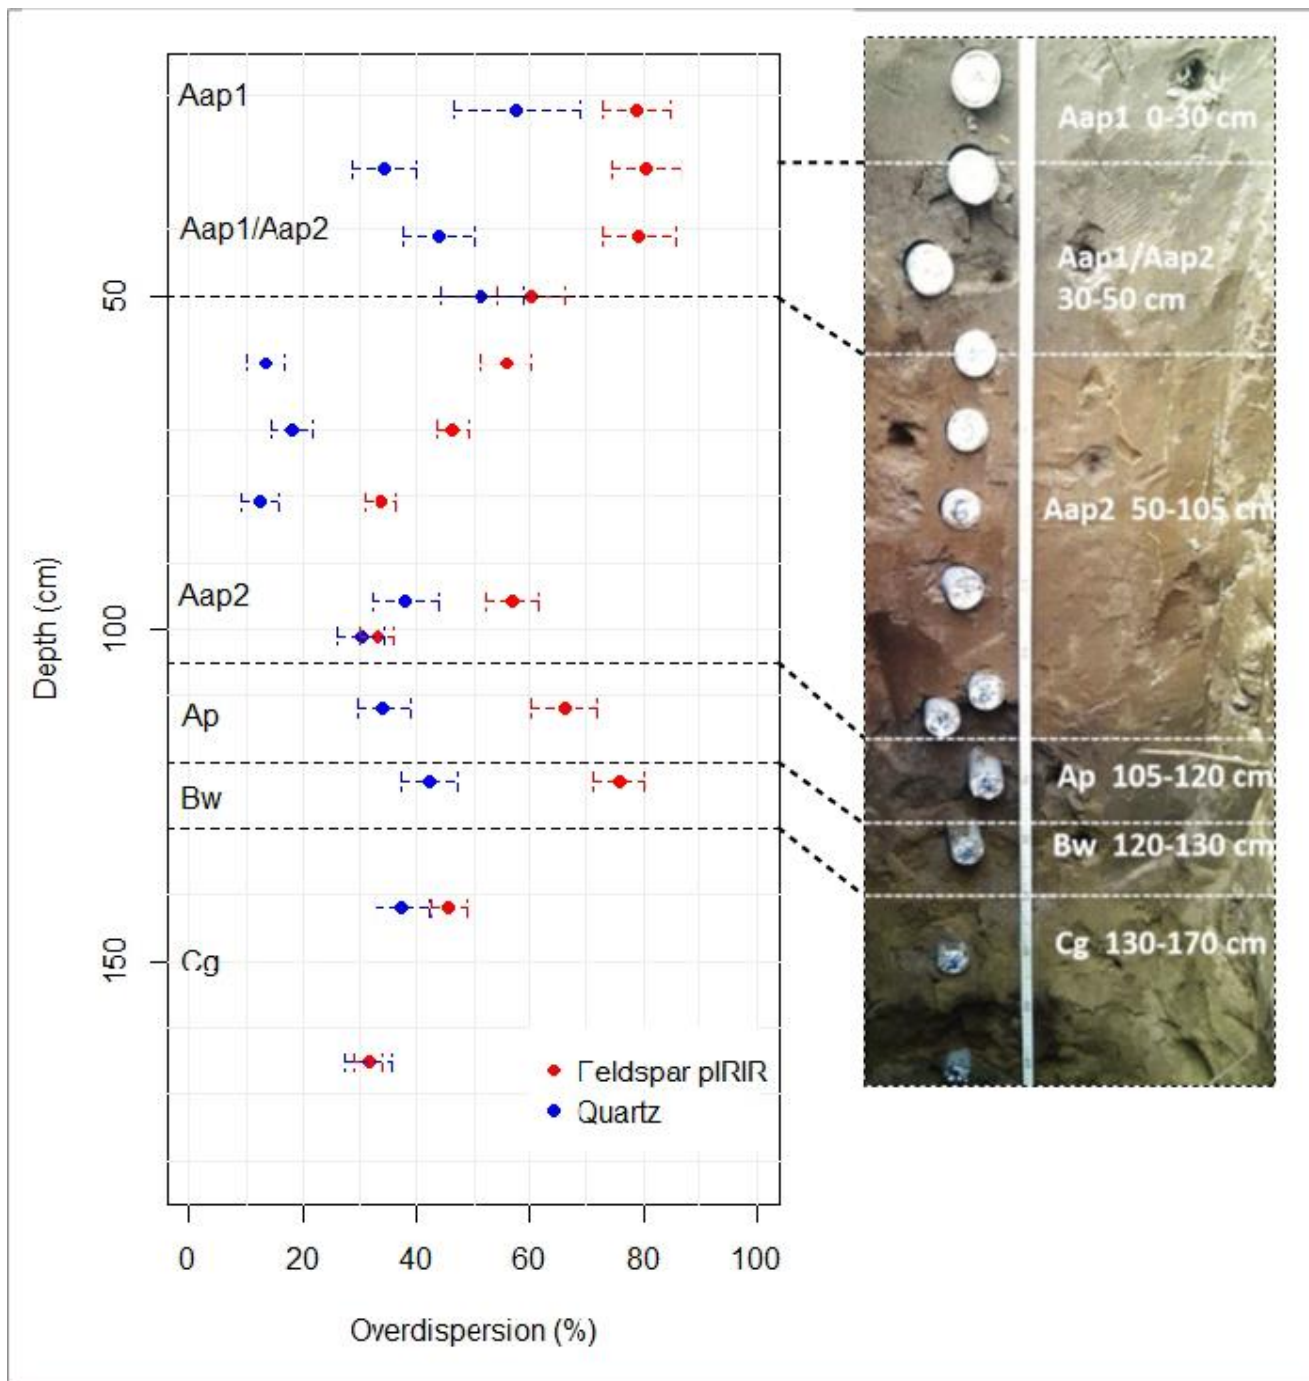 Aap1
Aap1/Aap2
50
Aap2
100
Ap
Bw
150
Cg
Depth (cm)
Feldspar pIRIR
Quartz
0 20 40 60 80 100
Overdispersion (%)
Aap1 0-30 cm
Aap1/Aap2
30-50 cm
Aap2 50-105 cm
Ap 105-120 cm
Bw 120-130 cm
Cg 130-170 cm